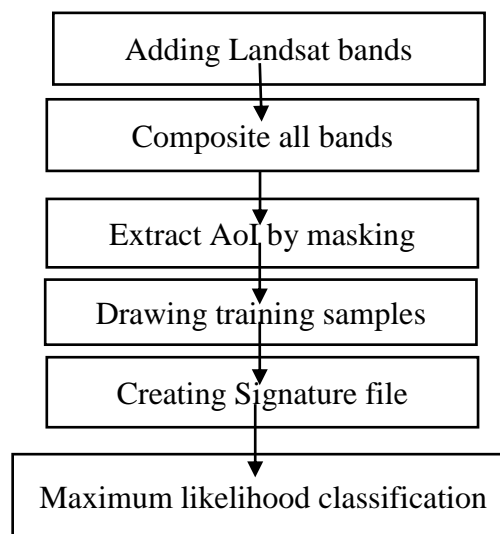 Adding Landsat bands
Composite all bands
Extract AoI by masking
Drawing training samples
Creating Signature file
Maximum likelihood classification